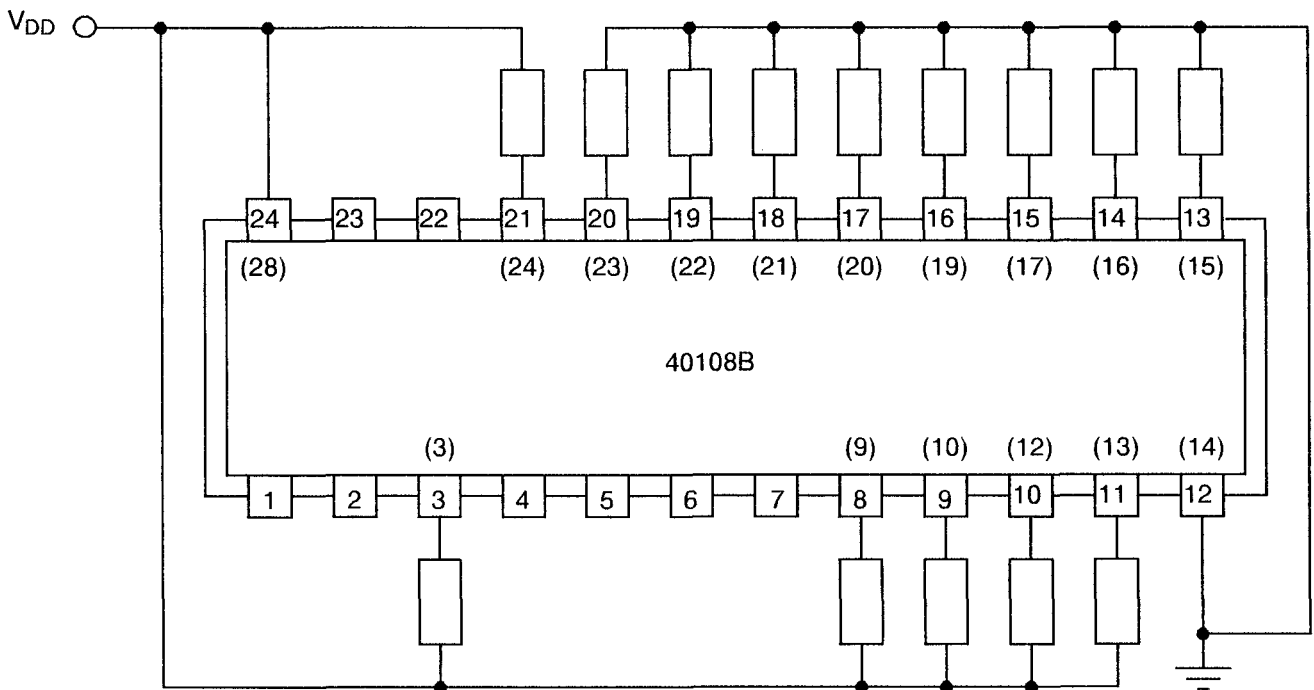 VDD
24 23 22 21 20 19 18 17 16 15 14 13
(28) (24) (23) (22) (21) (20) (19) (17) (16) (15)
40108B
(3) (9) (10) (12) (13) (14)
1 2 3 4 5 6 7 8 9 10 11 12